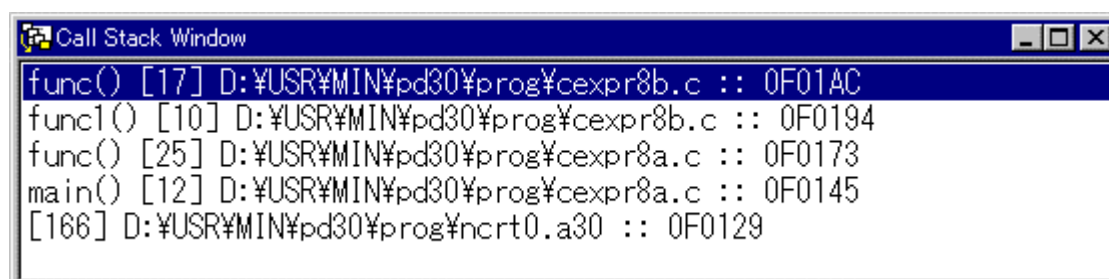 Call Stack Window
func() [17] D:¥USR¥MIN¥pd30¥prog¥cexpr8b.c :: 0F01AC
func1() [10] D:¥USR¥MIN¥pd30¥prog¥cexpr8b.c :: 0F0194
func() [25] D:¥USR¥MIN¥pd30¥prog¥cexpr8a.c :: 0F0173
main() [12] D:¥USR¥MIN¥pd30¥prog¥cexpr8a.c :: 0F0145
[166] D:¥USR¥MIN¥pd30¥prog¥ncrt0.a30 :: 0F0129